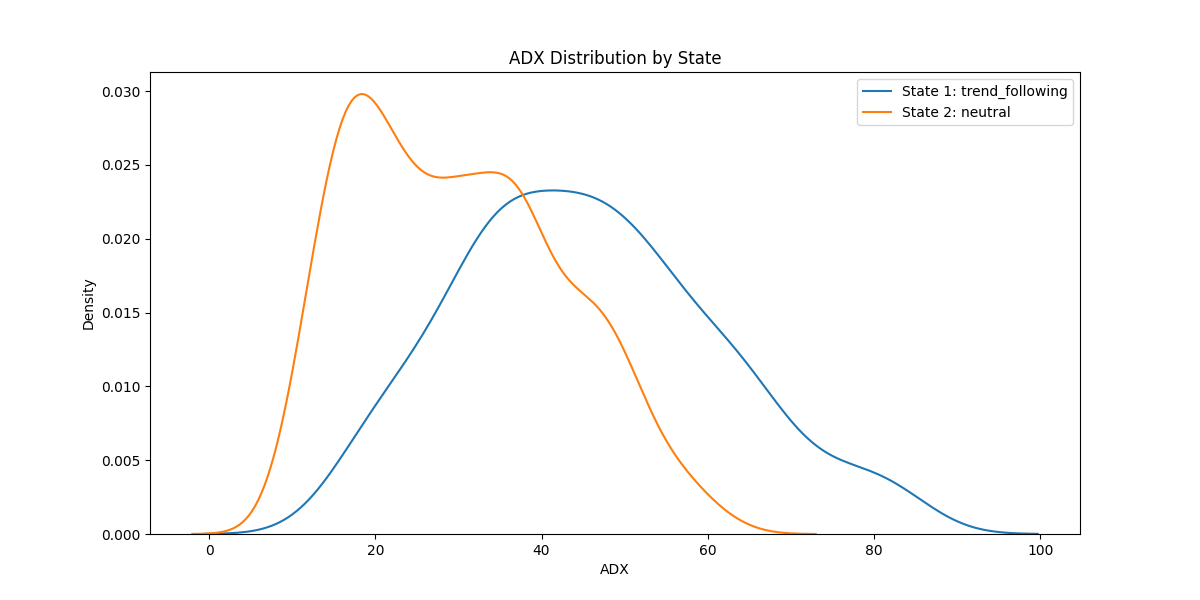 ADX Distribution by State
State 1: trend_following
State 2: neutral
Density
0.030
0.025
0.020
0.015
0.010
0.005
0.000
0
20
40
60
80
100
ADX